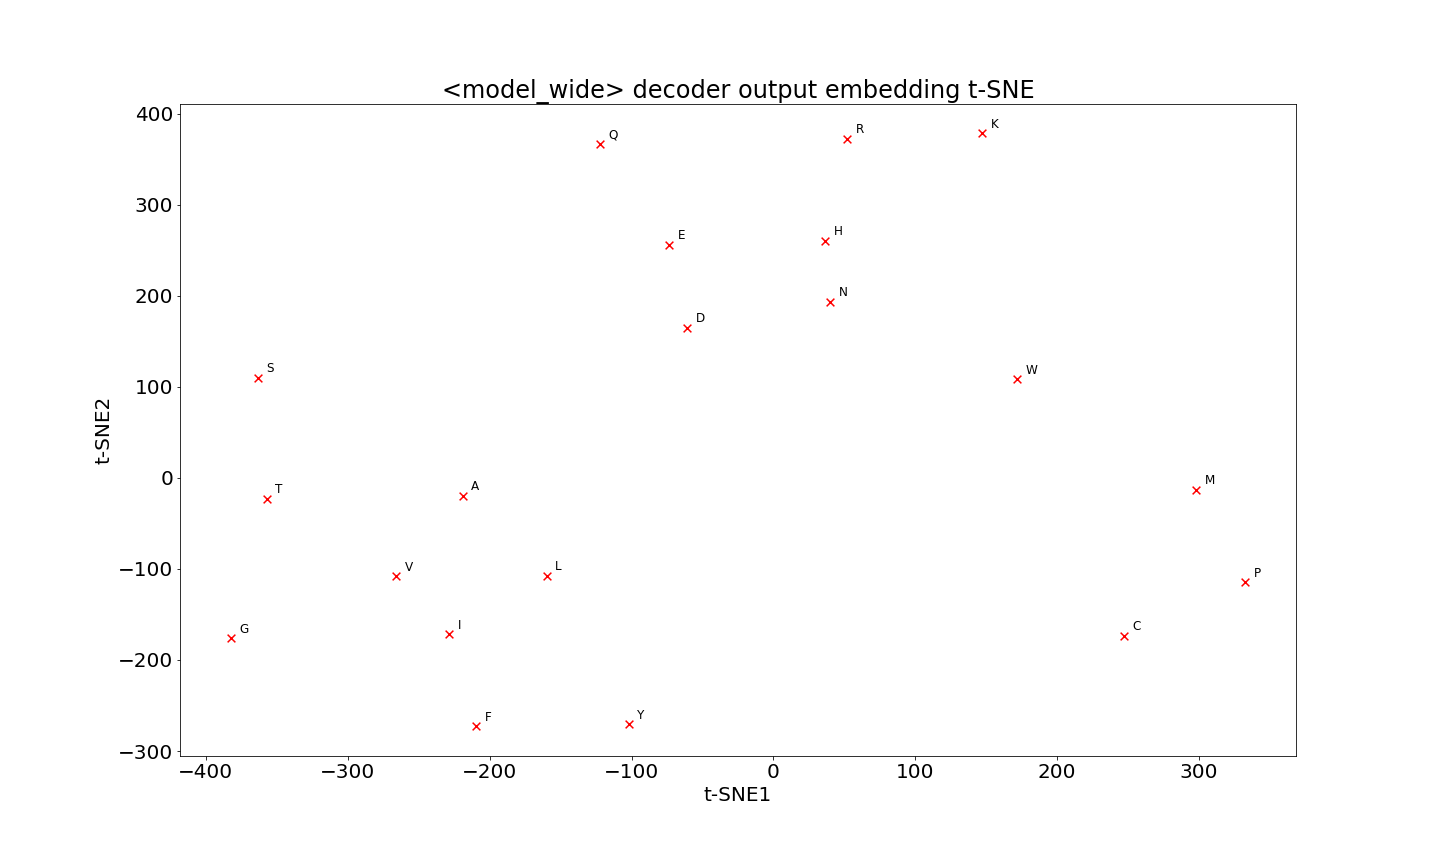 <model_wide> decoder output embedding t-SNE
400
300
200
100
0
−100
−200
−300
t-SNE2
Q
R
K
E
H
N
D
S
W
T
A
M
V
L
P
G
I
C
F
Y
−400
−300
−200
−100
0
100
200
300
t-SNE1